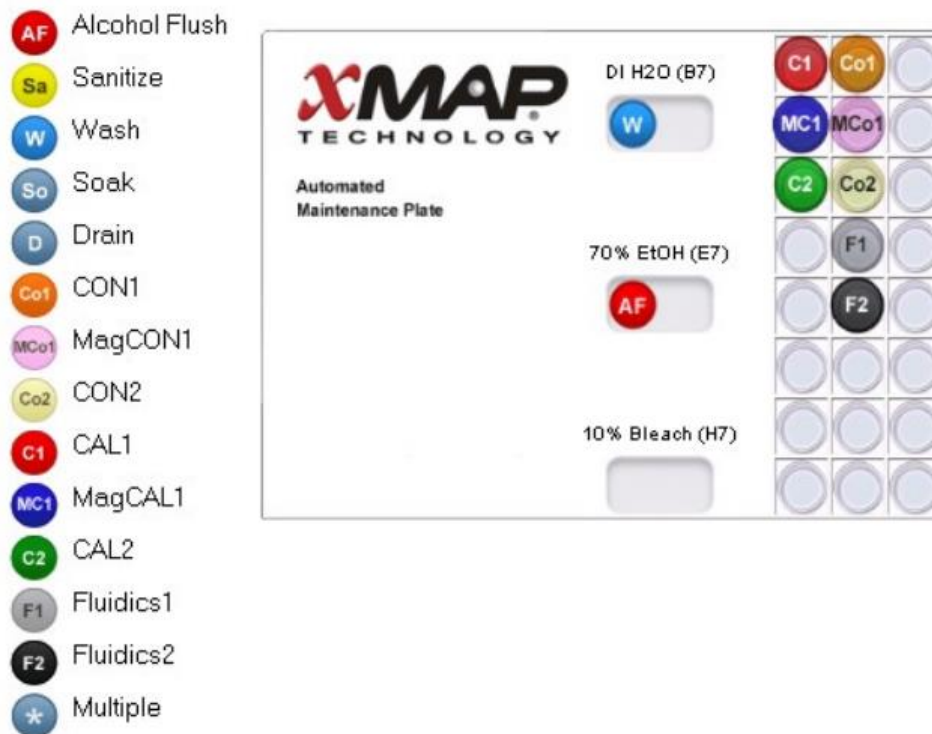 AF Alcohol Flush
Sa Sanitize
W Wash
So Soak
D Drain
Co1 CON1
MCo1 MagCON1
Co2 CON2
C1 CAL1
MC1 MagCAL1
C2 CAL2
F1 Fluidics1
F2 Fluidics2
* Multiple
xMAP
TECHNOLOGY
Automated
Maintenance Plate
DI H2O (B7)
W
70% EtOH (E7)
AF
10% Bleach (H7)
C1 Co1
MC1 MCo1
C2 Co2
F1
F2